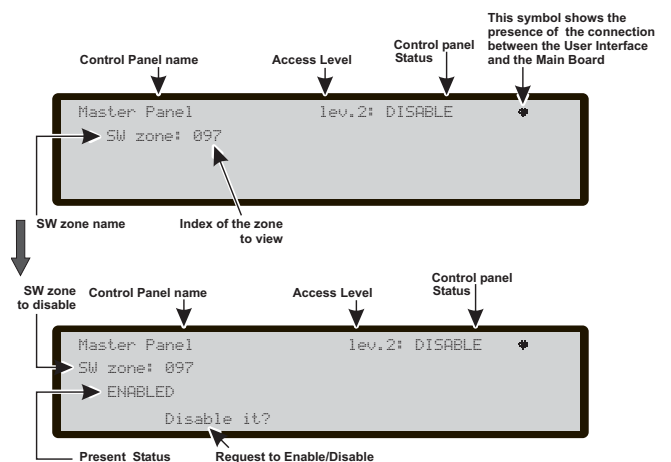 This symbol shows the
presence of the connection
between the User Interface
and the Main Board
Control Panel name
Access Level
Control panel
Status
Master Panel lev.2: DISABLE
SW zone: 097
SW zone name
Index of the zone
to view
SW zone
to disable
Control Panel name
Access Level
Control panel
Status
Master Panel lev.2: DISABLE
SW zone: 097
ENABLED
Disable it?
Present Status
Request to Enable/Disable